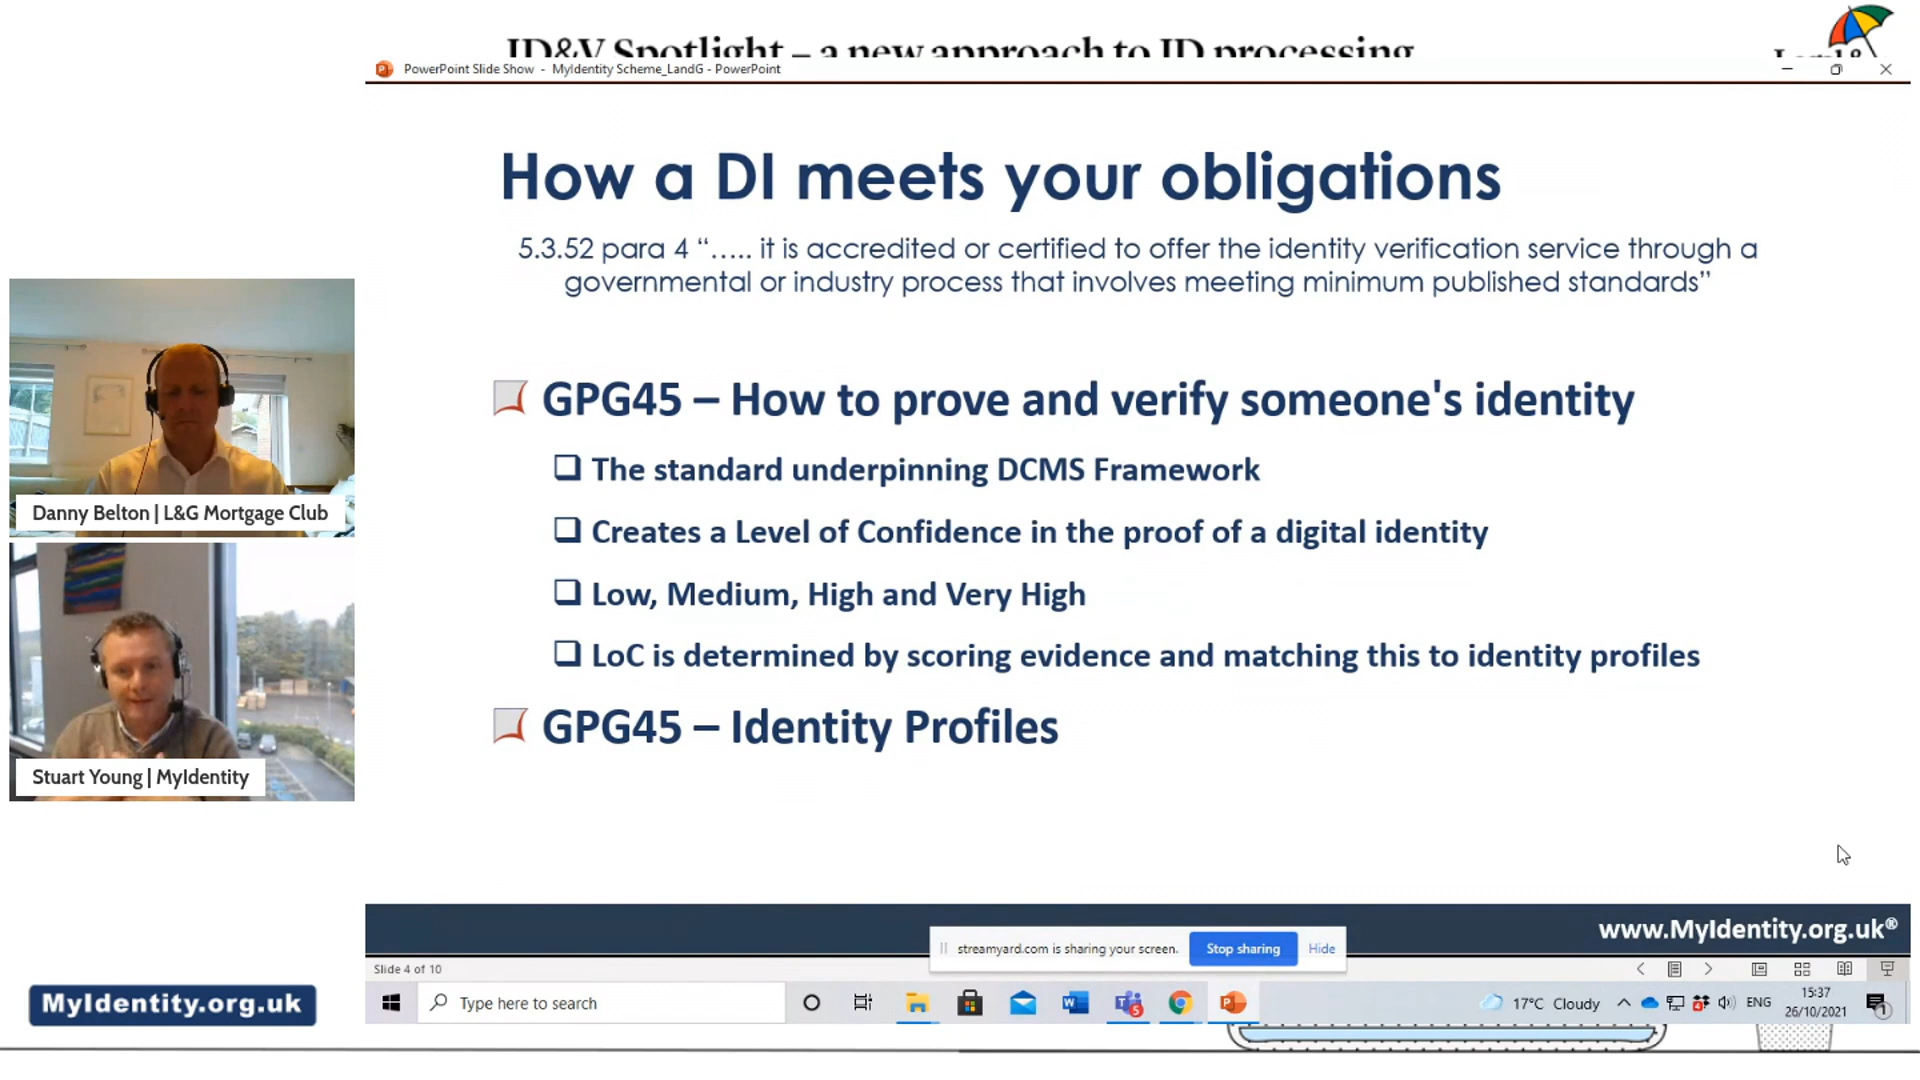 ID&V Spotlight – a new approach to ID processing
PowerPoint Slide Show - MyIdentity Scheme_LandG - PowerPoint
How a DI meets your obligations
5.3.52 para 4 “..... it is accredited or certified to offer the identity verification service through a
governmental or industry process that involves meeting minimum published standards”
GPG45 – How to prove and verify someone's identity
The standard underpinning DCMS Framework
Creates a Level of Confidence in the proof of a digital identity
Low, Medium, High and Very High
LoC is determined by scoring evidence and matching this to identity profiles
GPG45 – Identity Profiles
Danny Belton | L&G Mortgage Club
Stuart Young | MyIdentity
www.MyIdentity.org.uk®
streamyard.com is sharing your screen. Stop sharing Hide
Slide 4 of 10
MyIdentity.org.uk
Type here to search
5
17°C Cloudy
ENG
15:37
26/10/2021
1